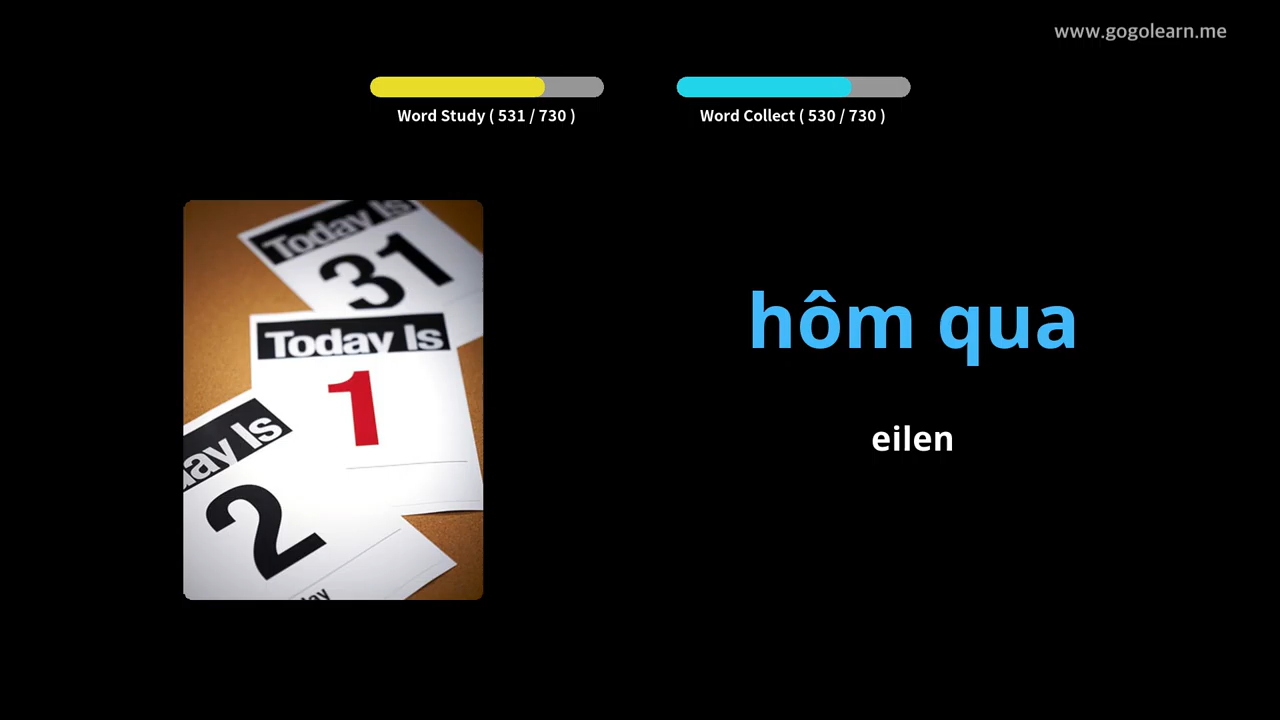 www.gogolearn.me
Word Study ( 531 / 730 )
Word Collect ( 530 / 730 )
Today Is
31
Today Is
1
day Is
2
hôm qua
eilen